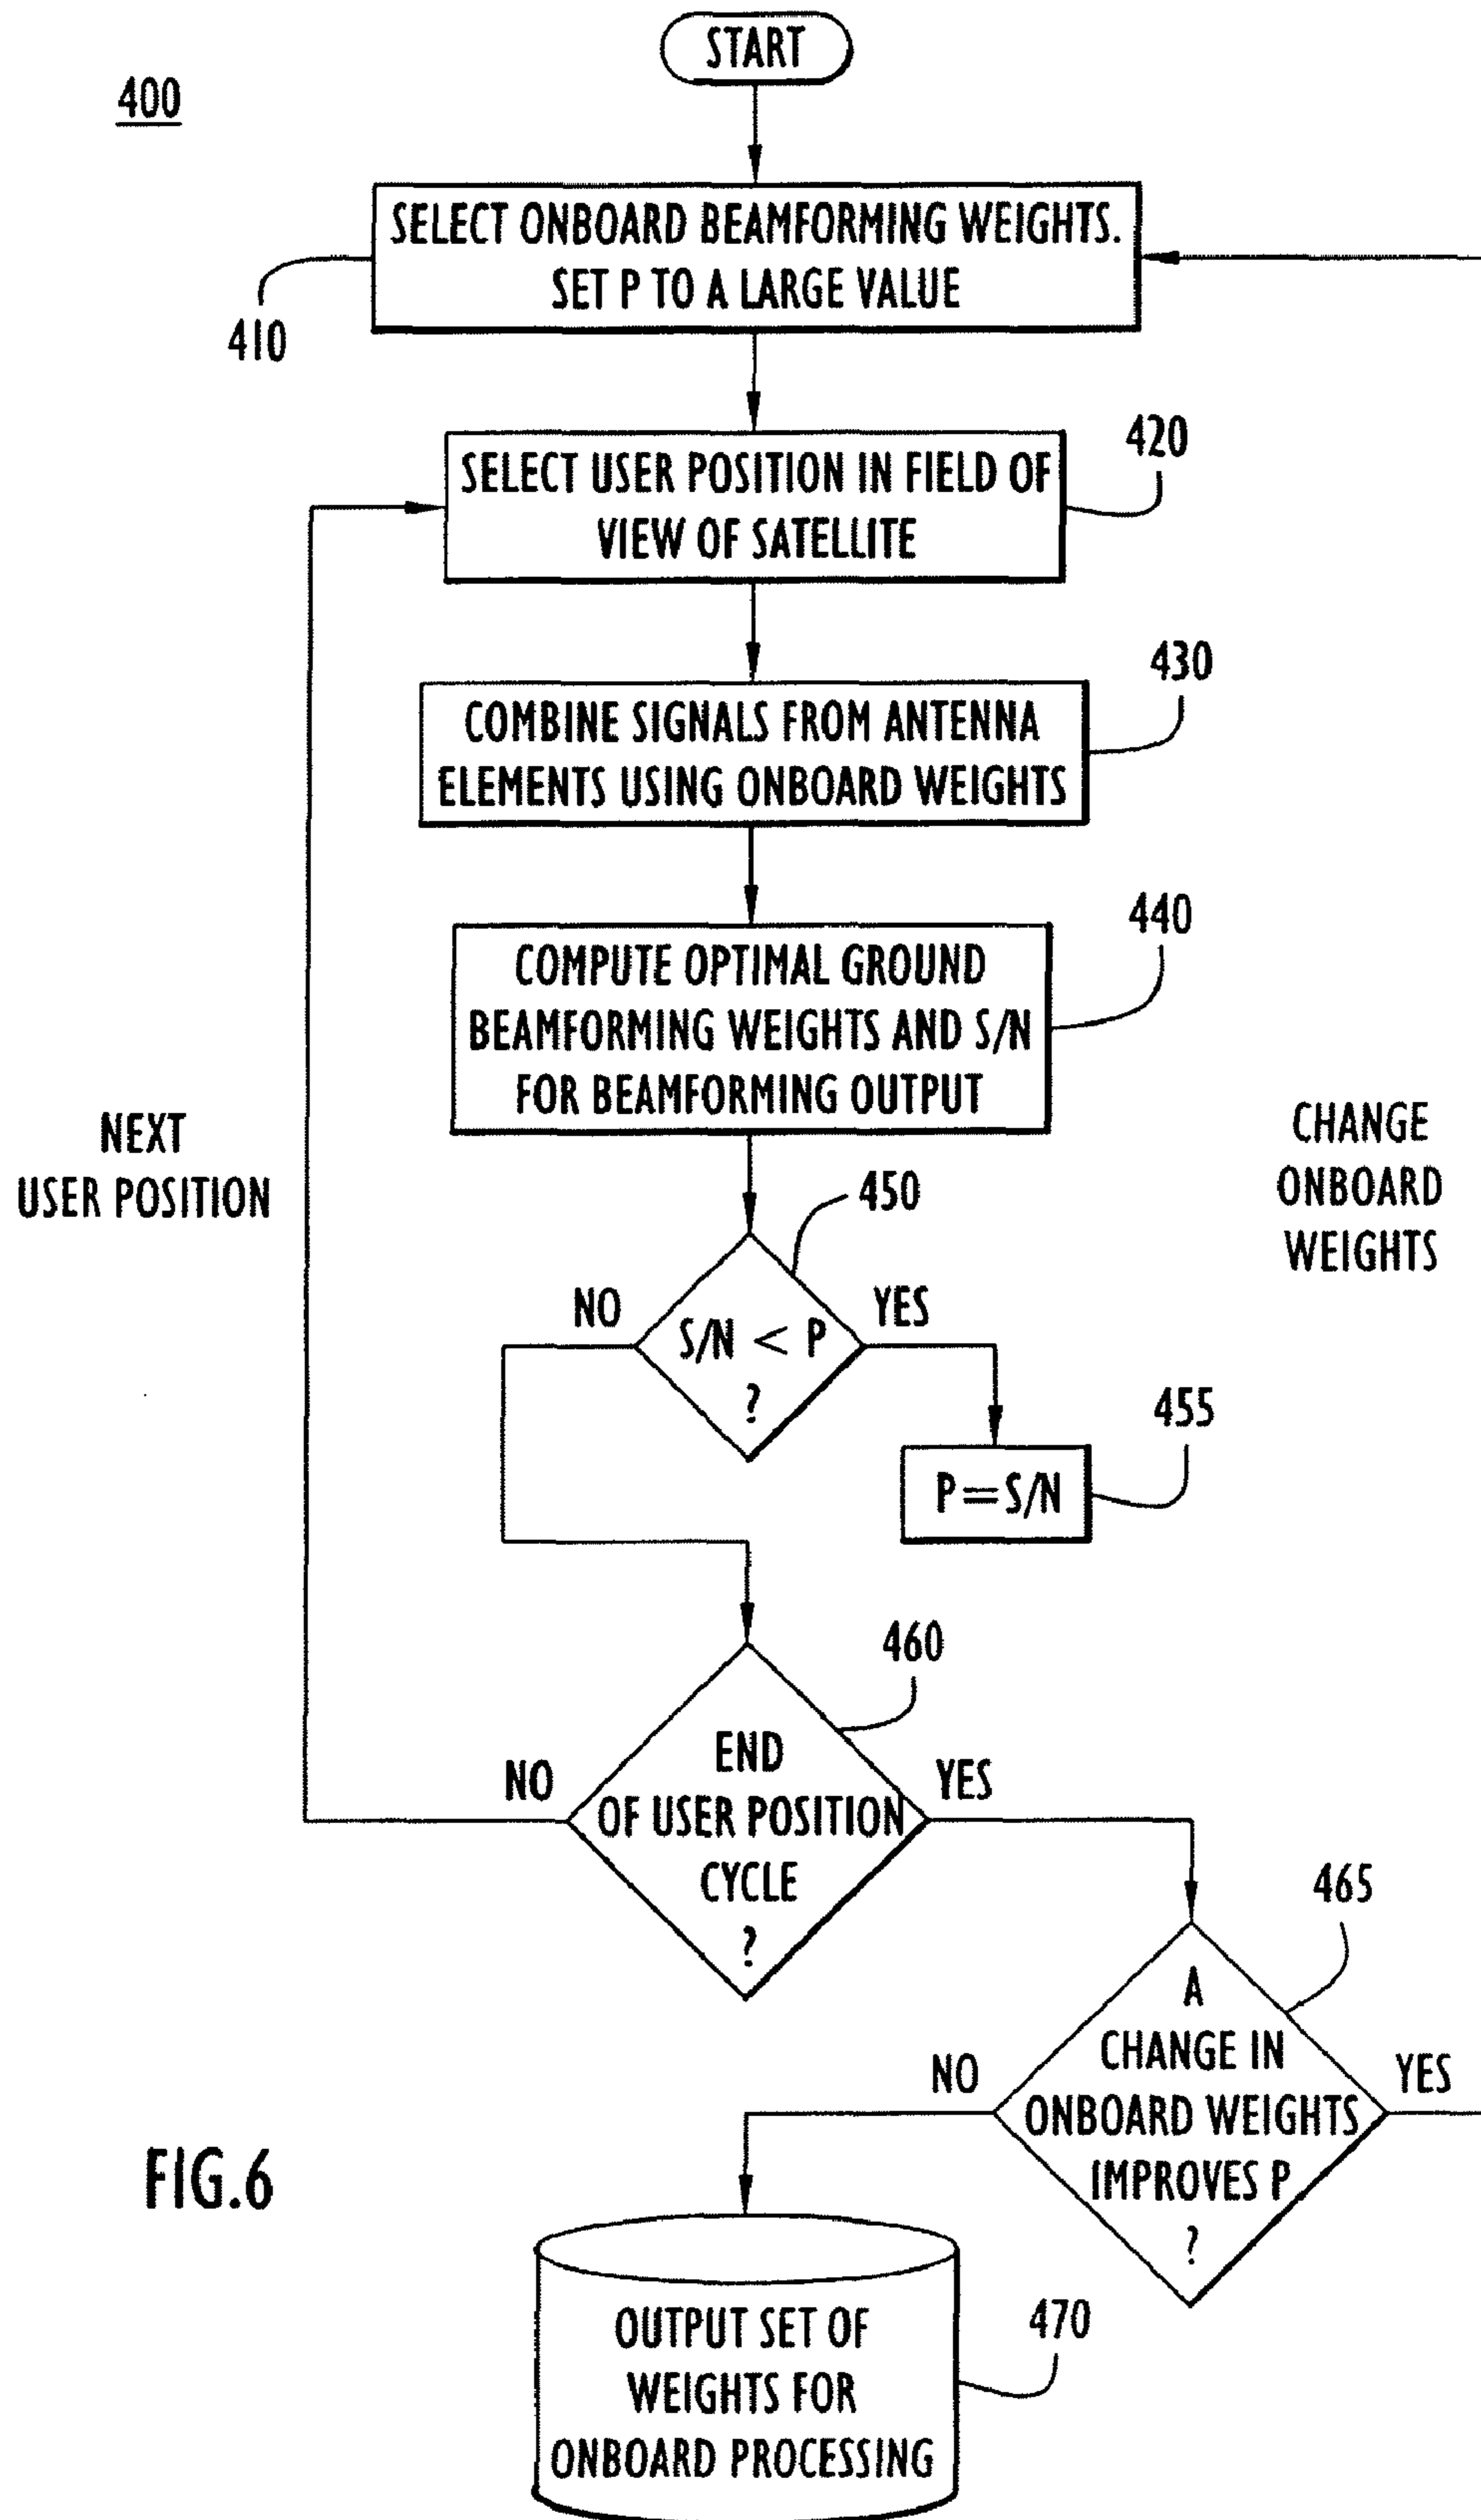 START
400
SELECT ONBOARD BEAMFORMING WEIGHTS.
SET P TO A LARGE VALUE
410
420
SELECT USER POSITION IN FIELD OF
VIEW OF SATELLITE
430
COMBINE SIGNALS FROM ANTENNA
ELEMENTS USING ONBOARD WEIGHTS
440
COMPUTE OPTIMAL GROUND
BEAMFORMING WEIGHTS AND S/N
FOR BEAMFORMING OUTPUT
NEXT
USER POSITION
CHANGE
ONBOARD
WEIGHTS
450
NO
YES
S/N < P
?
455
P=S/N
460
NO
YES
END
OF USER POSITION
CYCLE
?
465
A
CHANGE IN
ONBOARD WEIGHTS
IMPROVES P
?
NO
YES
FIG.6
470
OUTPUT SET OF
WEIGHTS FOR
ONBOARD PROCESSING